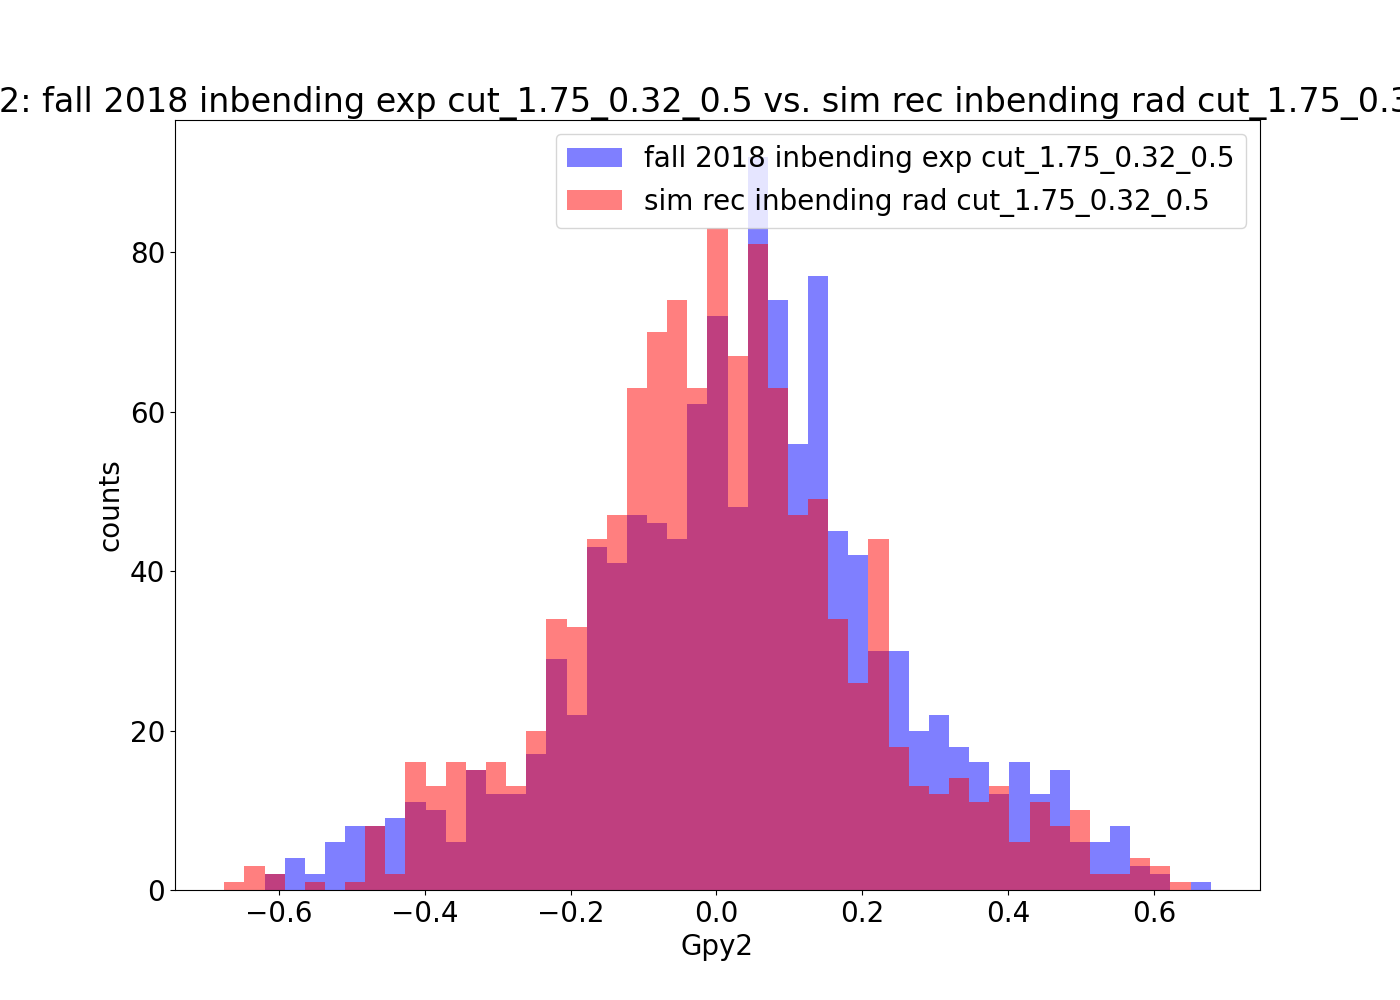 2: fall 2018 inbending exp cut_1.75_0.32_0.5 vs. sim rec inbending rad cut_1.75_0.3
fall 2018 inbending exp cut_1.75_0.32_0.5
sim rec inbending rad cut_1.75_0.32_0.5
80
60
40
20
0
counts
−0.6 −0.4 −0.2 0.0 0.2 0.4 0.6
Gpy2